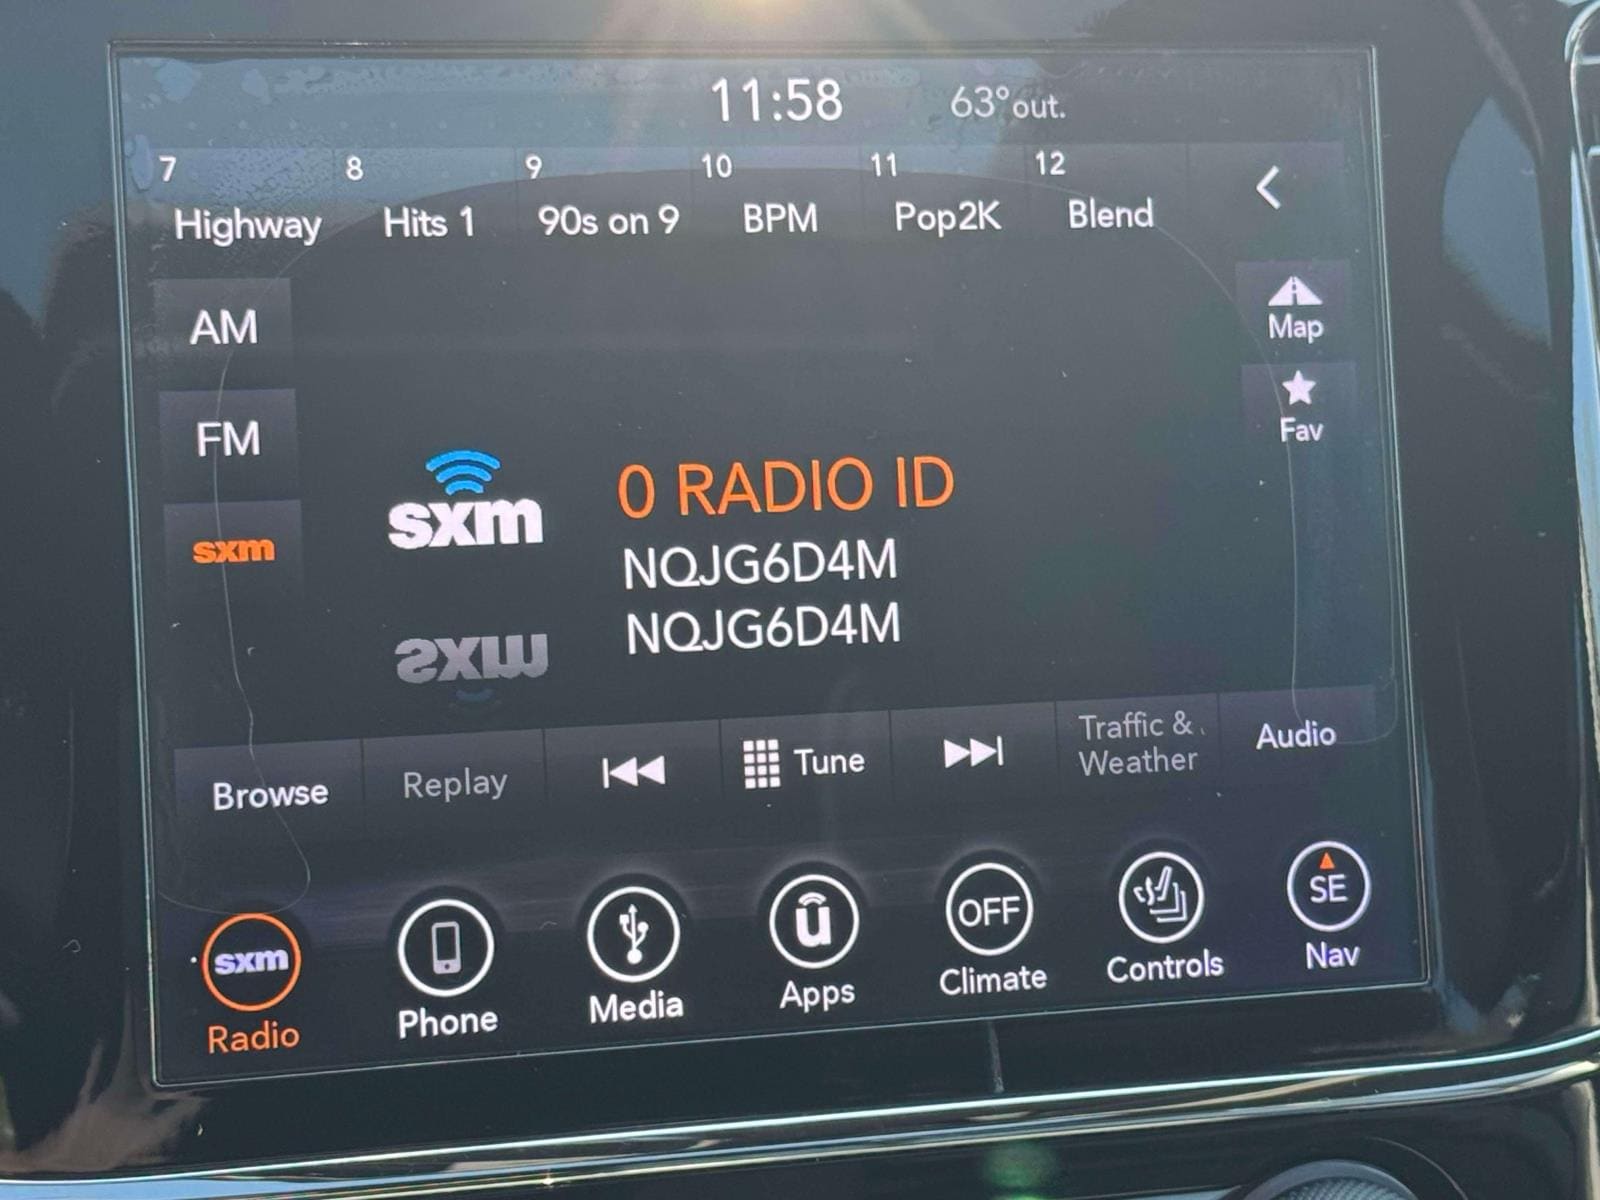 11:58 63°out.
7 8 9 10 11 12
Highway Hits 1 90s on 9 BPM Pop2K Blend
AM
Map
FM
Fav
sxm
sxm
0 RADIO ID
NQJG6D4M
NQJG6D4M
sxm
Browse Replay Tune Traffic & Weather Audio
sxm u OFF SE
Radio Phone Media Apps Climate Controls Nav